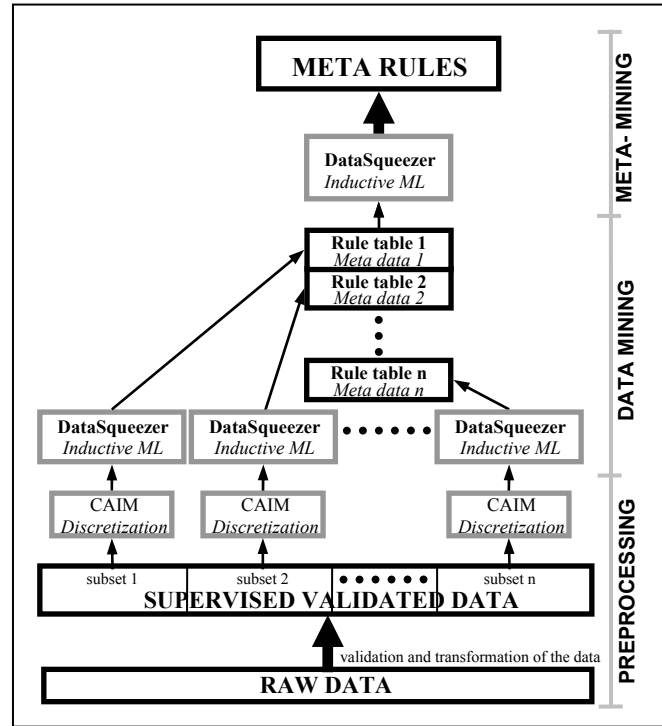 META RULES
META- MINING
DataSqueezer
Inductive ML
Rule table 1
Meta data 1
Rule table 2
Meta data 2
DATA MINING
Rule table n
Meta data n
DataSqueezer
Inductive ML
DataSqueezer
Inductive ML
DataSqueezer
Inductive ML
CAIM
Discretization
CAIM
Discretization
CAIM
Discretization
PREPROCESSING
subset 1
subset 2
subset n
SUPERVISED VALIDATED DATA
validation and transformation of the data
RAW DATA